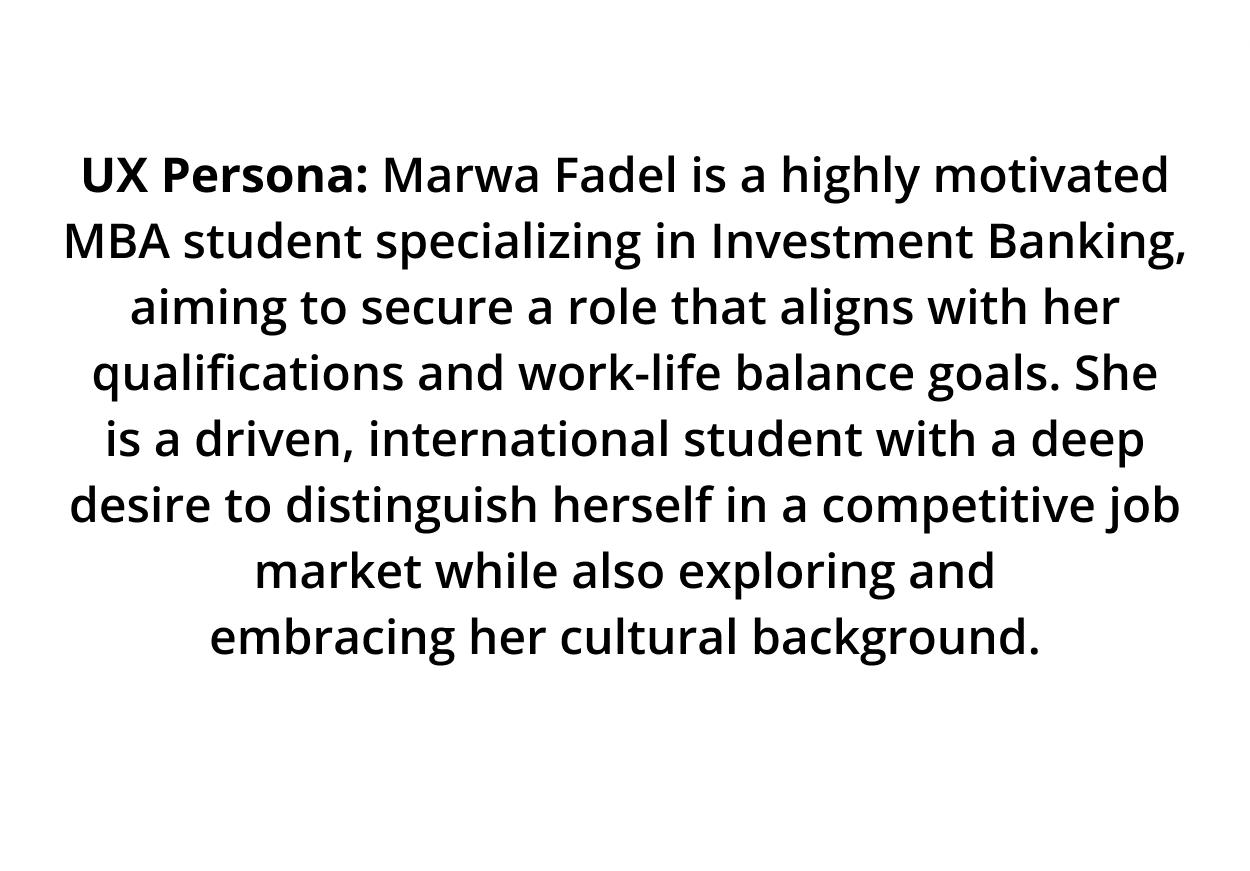 UX Persona: Marwa Fadel is a highly motivated
MBA student specializing in Investment Banking,
aiming to secure a role that aligns with her
qualifications and work-life balance goals. She
is a driven, international student with a deep
desire to distinguish herself in a competitive job
market while also exploring and
embracing her cultural background.